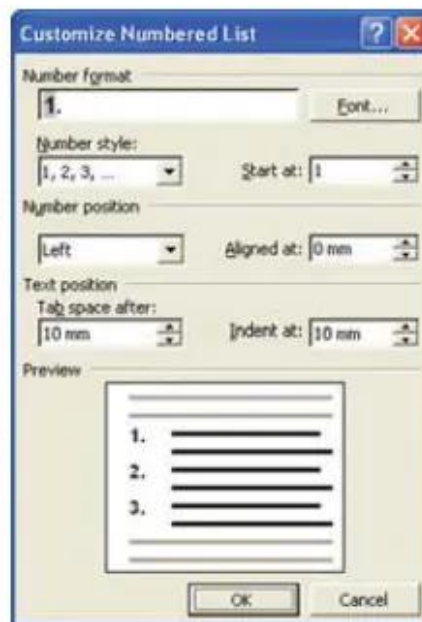 Customize Numbered List
Number format
1.
Font...
Number style:
1, 2, 3, ...
Start at: 1
Number position
Left
Aligned at: 0 mm
Text position
Tab space after:
10 mm
Indent at: 10 mm
Preview
1.
2.
3.
OK
Cancel